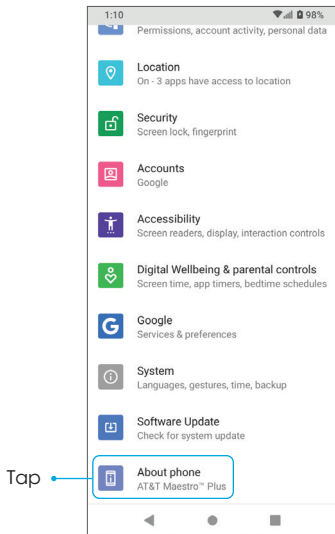 1:10 98%
Permissions, account activity, personal data
Location
On - 3 apps have access to location
Security
Screen lock, fingerprint
Accounts
Google
Accessibility
Screen readers, display, interaction controls
Digital Wellbeing & parental controls
Screen time, app timers, bedtime schedules
G Google
Services & preferences
System
Languages, gestures, time, backup
Software Update
Check for system update
Tap About phone
AT&T Maestro™ Plus